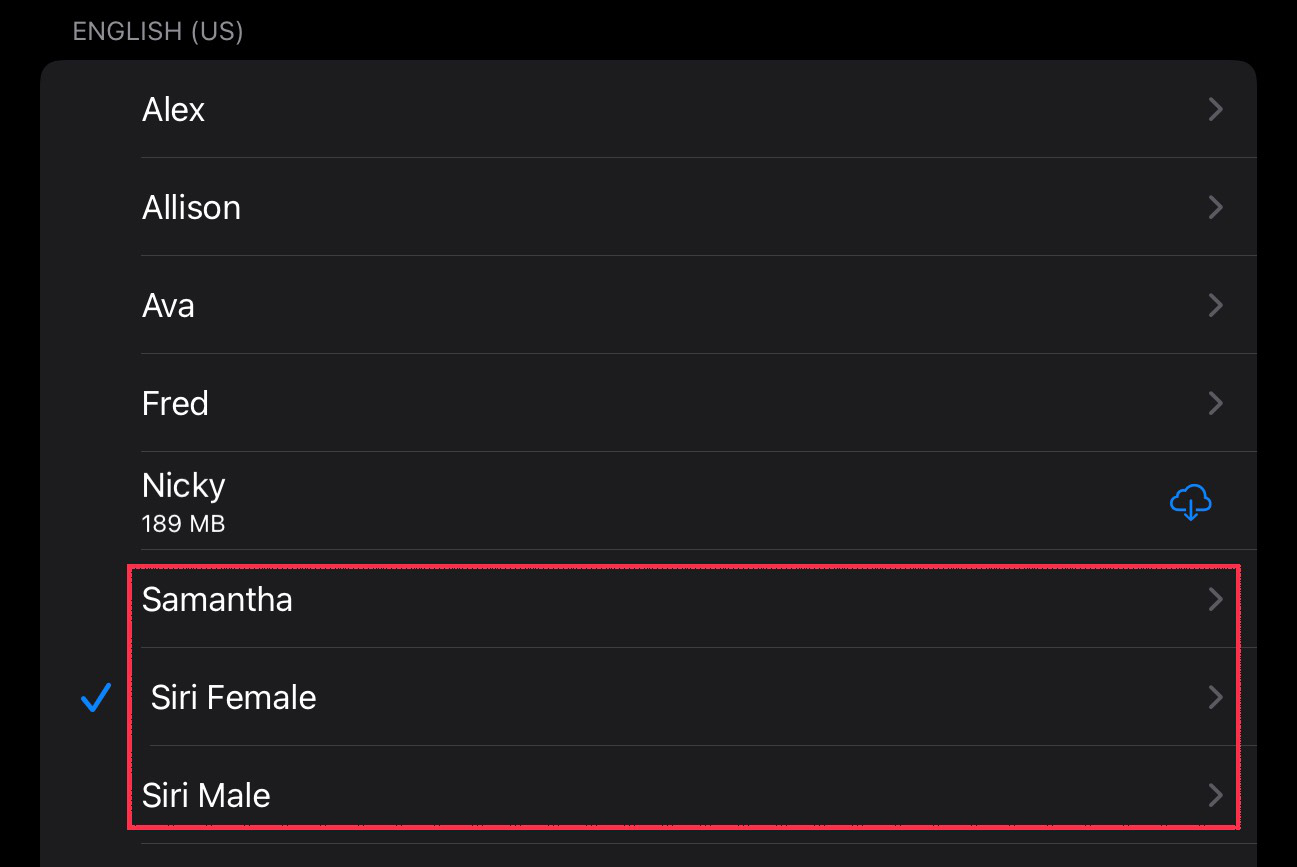 ENGLISH (US)
Alex
Allison
Ava
Fred
Nicky
189 MB
Samantha
Siri Female
Siri Male